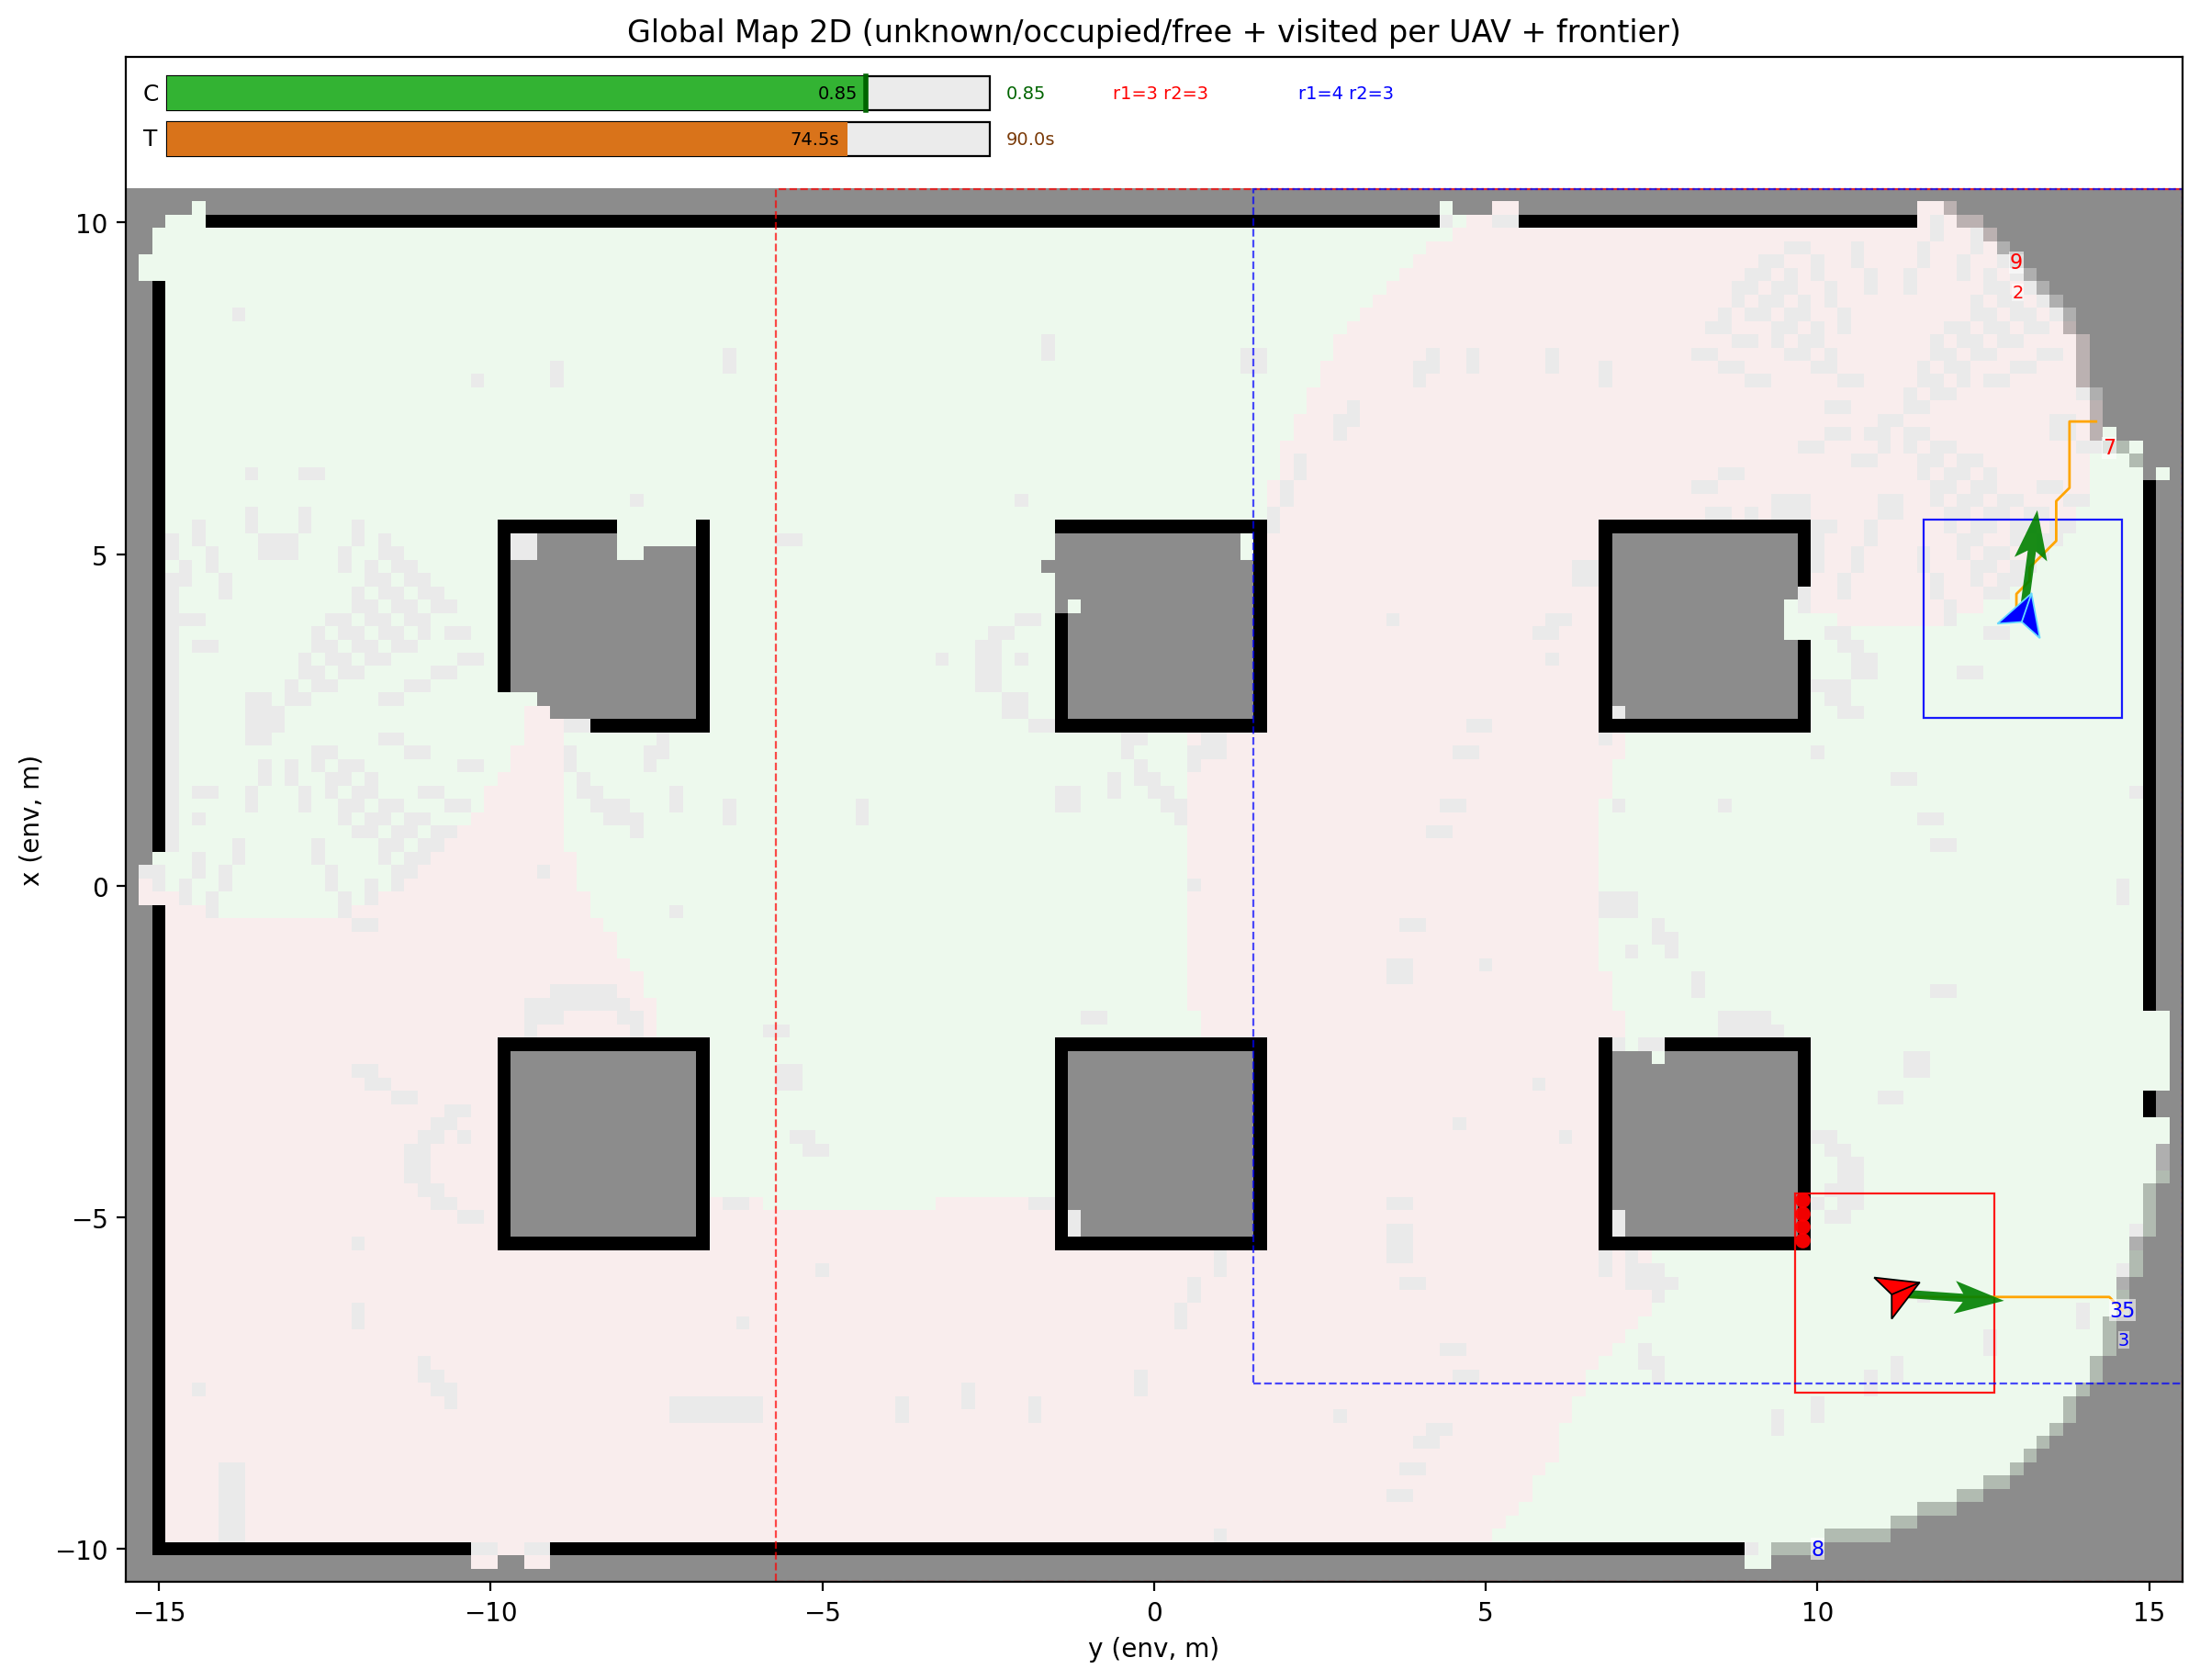 Global Map 2D (unknown/occupied/free + visited per UAV + frontier)
C 0.85 0.85 r1=3 r2=3 r1=4 r2=3
T 74.5s 90.0s
10
9
2
7
5
x (env, m)
0
−5
35
3
−10
8
−15 −10 −5 0 5 10 15
y (env, m)